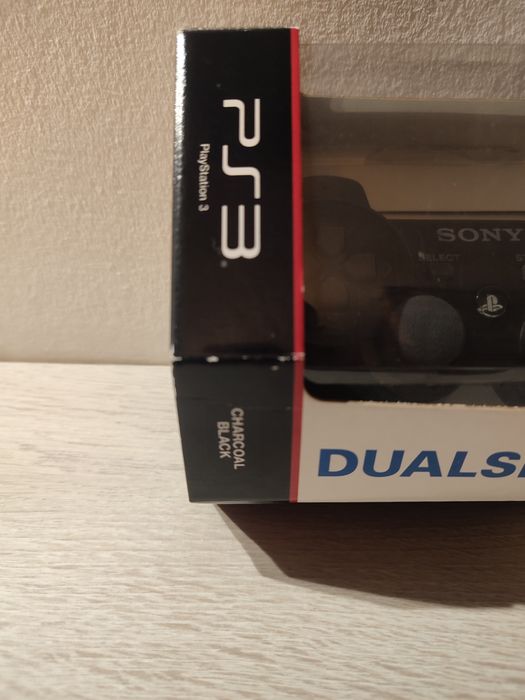 PS3
PlayStation 3
SONY
SELECT
CHARCOAL
BLACK
DUALS